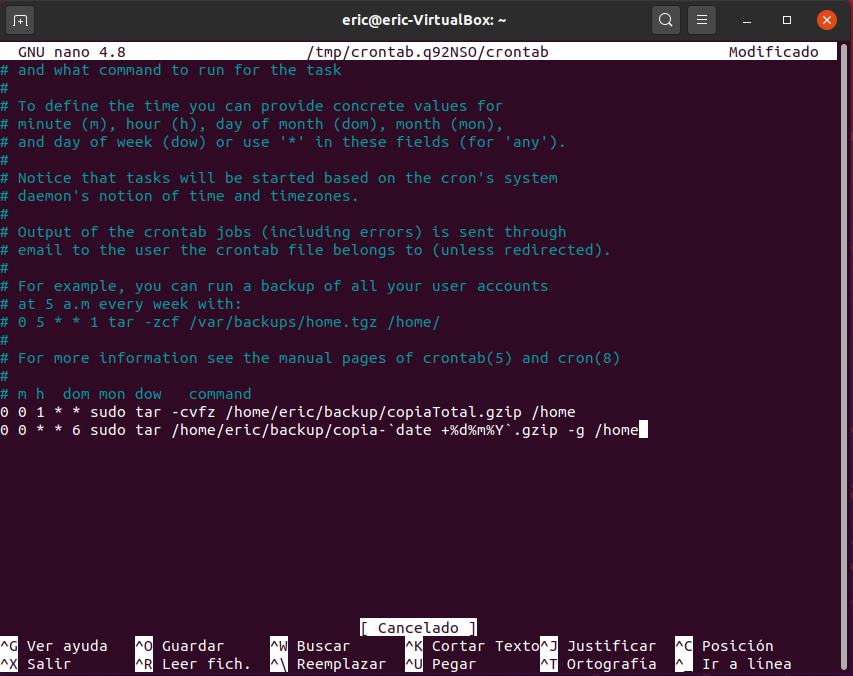 eric@eric-VirtualBox: ~
GNU nano 4.8 /tmp/crontab.q92NSO/crontab Modificado
# and what command to run for the task
#
# To define the time you can provide concrete values for
# minute (m), hour (h), day of month (dom), month (mon),
# and day of week (dow) or use '*' in these fields (for 'any').
#
# Notice that tasks will be started based on the cron's system
# daemon's notion of time and timezones.
#
# Output of the crontab jobs (including errors) is sent through
# email to the user the crontab file belongs to (unless redirected).
#
# For example, you can run a backup of all your user accounts
# at 5 a.m every week with:
# 0 5 * * 1 tar -zcf /var/backups/home.tgz /home/
#
# For more information see the manual pages of crontab(5) and cron(8)
#
# m h  dom mon dow   command
0 0 1 * * sudo tar -cvfz /home/eric/backup/copiaTotal.gzip /home
0 0 * * 6 sudo tar /home/eric/backup/copia-`date +%d%m%Y`.gzip -g /home
[ Cancelado ]
^G Ver ayuda ^O Guardar ^W Buscar ^K Cortar Texto ^J Justificar ^C Posición
^X Salir ^R Leer fich. ^\ Reemplazar ^U Pegar ^T Ortografía ^_ Ir a línea